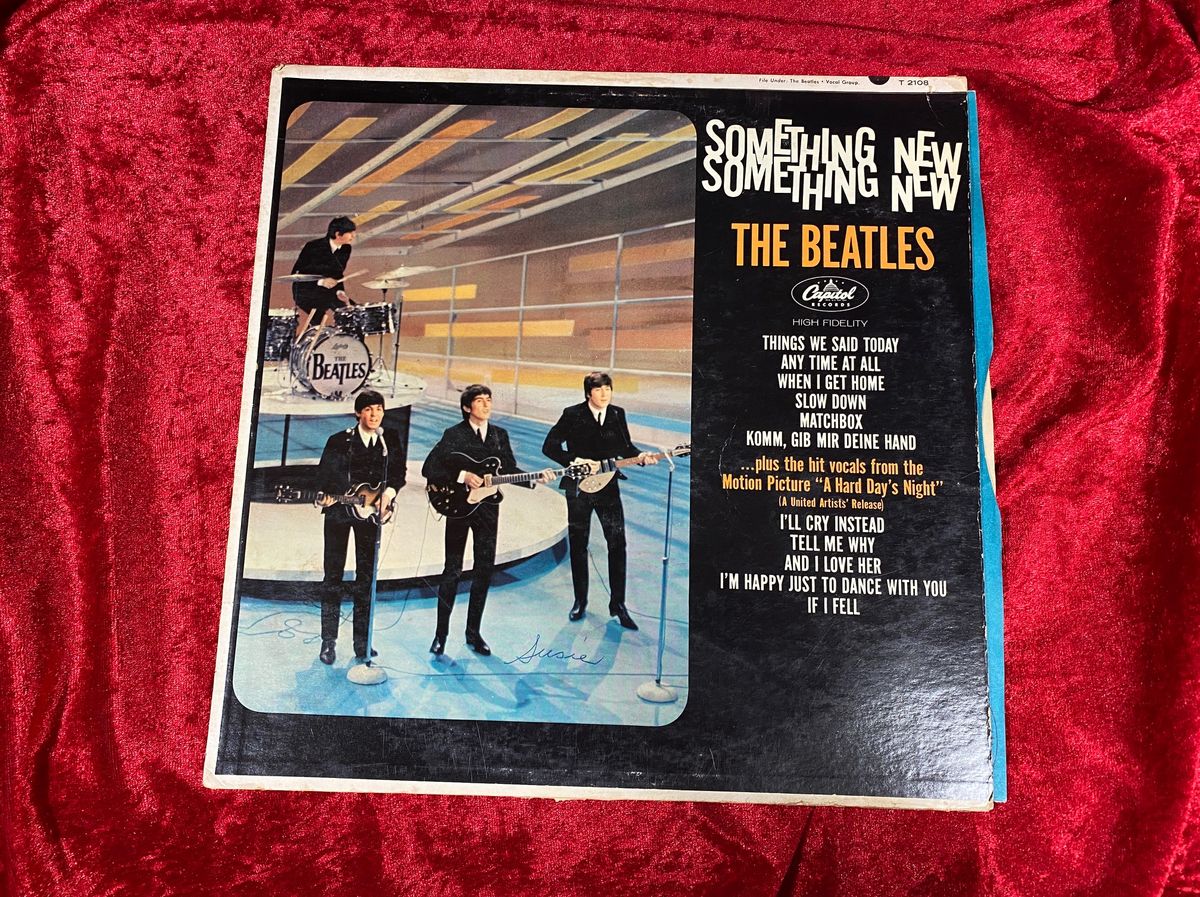 File Under: The Beatles • Vocal Group.
T 2108
SOMETHING NEW
SOMETHING NEW
THE BEATLES
Capitol
RECORDS
HIGH FIDELITY
THINGS WE SAID TODAY
ANY TIME AT ALL
WHEN I GET HOME
SLOW DOWN
MATCHBOX
KOMM, GIB MIR DEINE HAND
...plus the hit vocals from the
Motion Picture "A Hard Day's Night"
(A United Artists' Release)
I'LL CRY INSTEAD
TELL ME WHY
AND I LOVE HER
I'M HAPPY JUST TO DANCE WITH YOU
IF I FELL
Ludwig
THE
BEATLES
Susie